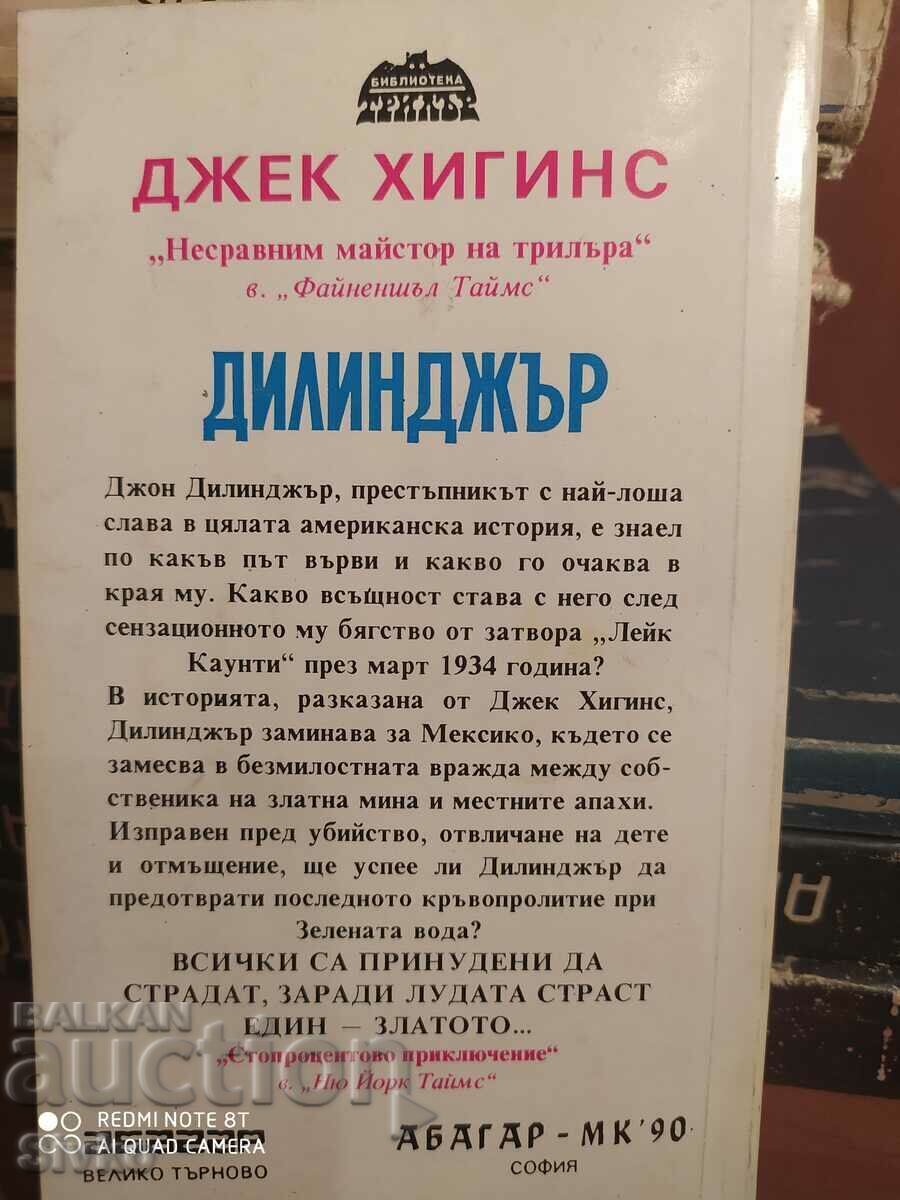 БИБЛИОТЕКА
ТРИЛЪР
ДЖЕК ХИГИНС
„Несравним майстор на трилъра“
в. „Файненшъл Таймс“
ДИЛИНДЖЪР
Джон Дилинджър, престъпникът с най-лоша
слава в цялата американска история, е знаел
по какъв път върви и какво го очаква в
края му. Какво всъщност става с него след
сензационното му бягство от затвора „Лейк
Каунти“ през март 1934 година?
В историята, разказана от Джек Хигинс,
Дилинджър заминава за Мексико, където се
замесва в безмилостната вражда между соб-
ственика на златна мина и местните апахи.
Изправен пред убийство, отвличане на дете
и отмъщение, ще успее ли Дилинджър да
предотврати последното кръвопролитие при
Зелената вода?
ВСИЧКИ СА ПРИНУДЕНИ ДА
СТРАДАТ, ЗАРАДИ ЛУДАТА СТРАСТ
ЕДИН – ЗЛАТОТО...
„Стопроцентово приключение“
в. „Ню Йорк Таймс“
BALKAN
auction
REDMI NOTE 8T
AI QUAD CAMERA
ВЕЛИКО ТЪРНОВО
АБАГАР - МК'90
СОФИЯ